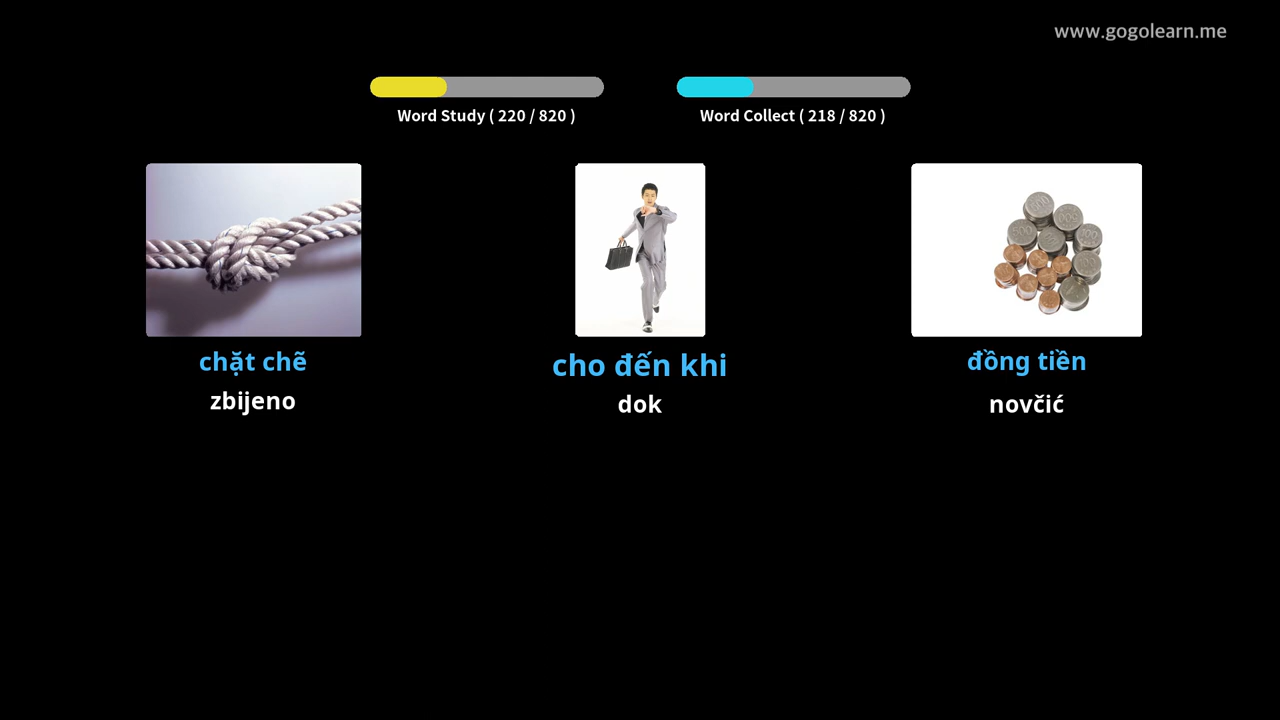 www.gogolearn.me
Word Study ( 220 / 820 )
Word Collect ( 218 / 820 )
chặt chẽ
zbijeno
cho đến khi
dok
đồng tiền
novčić